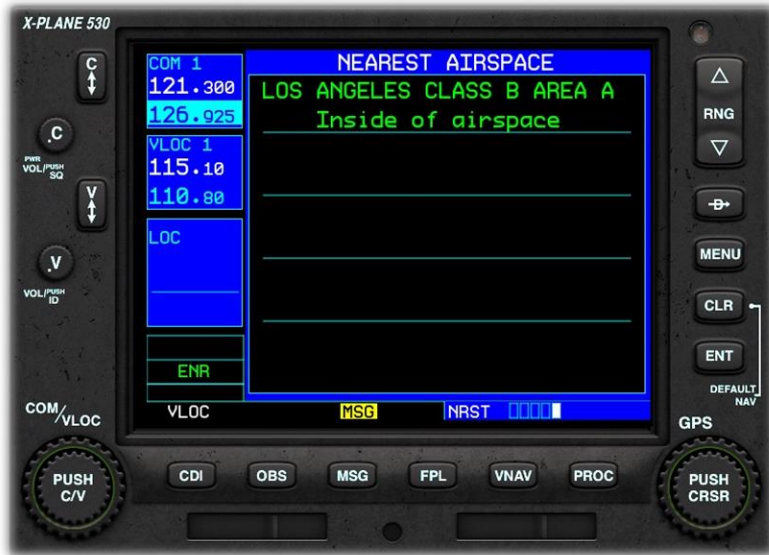 X-PLANE 530
C
.C
PWR
VOL/PUSH
SQ
V
.V
VOL/PUSH
ID
COM/VLOC
PUSH
C/V
COM 1
121.300
126.925
VLOC 1
115.10
110.80
LOC
ENR
VLOC
NEAREST AIRSPACE
LOS ANGELES CLASS B AREA A
Inside of airspace
MSG
NRST
RNG
D
MENU
CLR
ENT
DEFAULT
NAV
GPS
PUSH
CRSR
CDI
OBS
MSG
FPL
VNAV
PROC